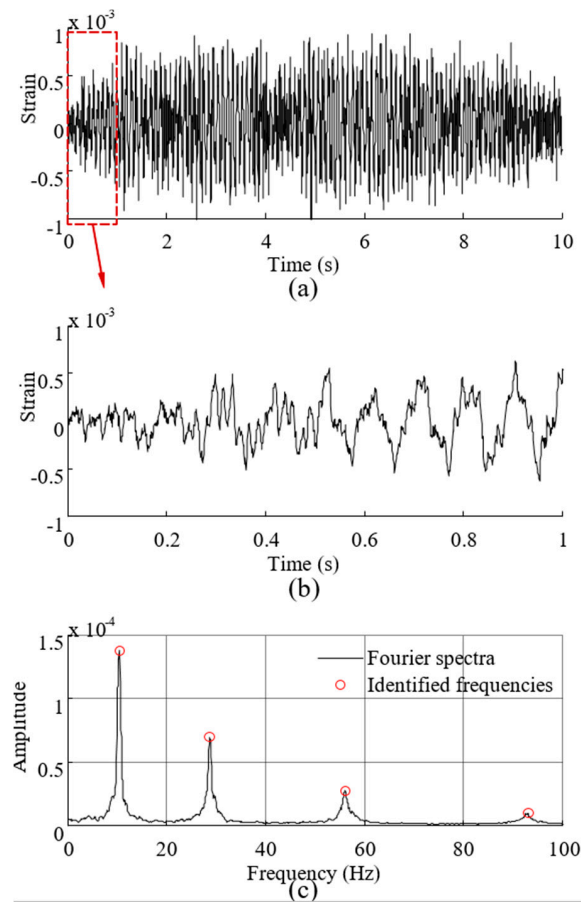 x 10⁻³
1
0.5
0
-0.5
-1
Strain
0 2 4 6 8 10
Time (s)
(a)
x 10⁻³
1
0.5
0
-0.5
-1
Strain
0 0.2 0.4 0.6 0.8 1
Time (s)
(b)
x 10⁻⁴
1.5
1
0.5
0
Amplitude
Fourier spectra
Identified frequencies
0 20 40 60 80 100
Frequency (Hz)
(c)